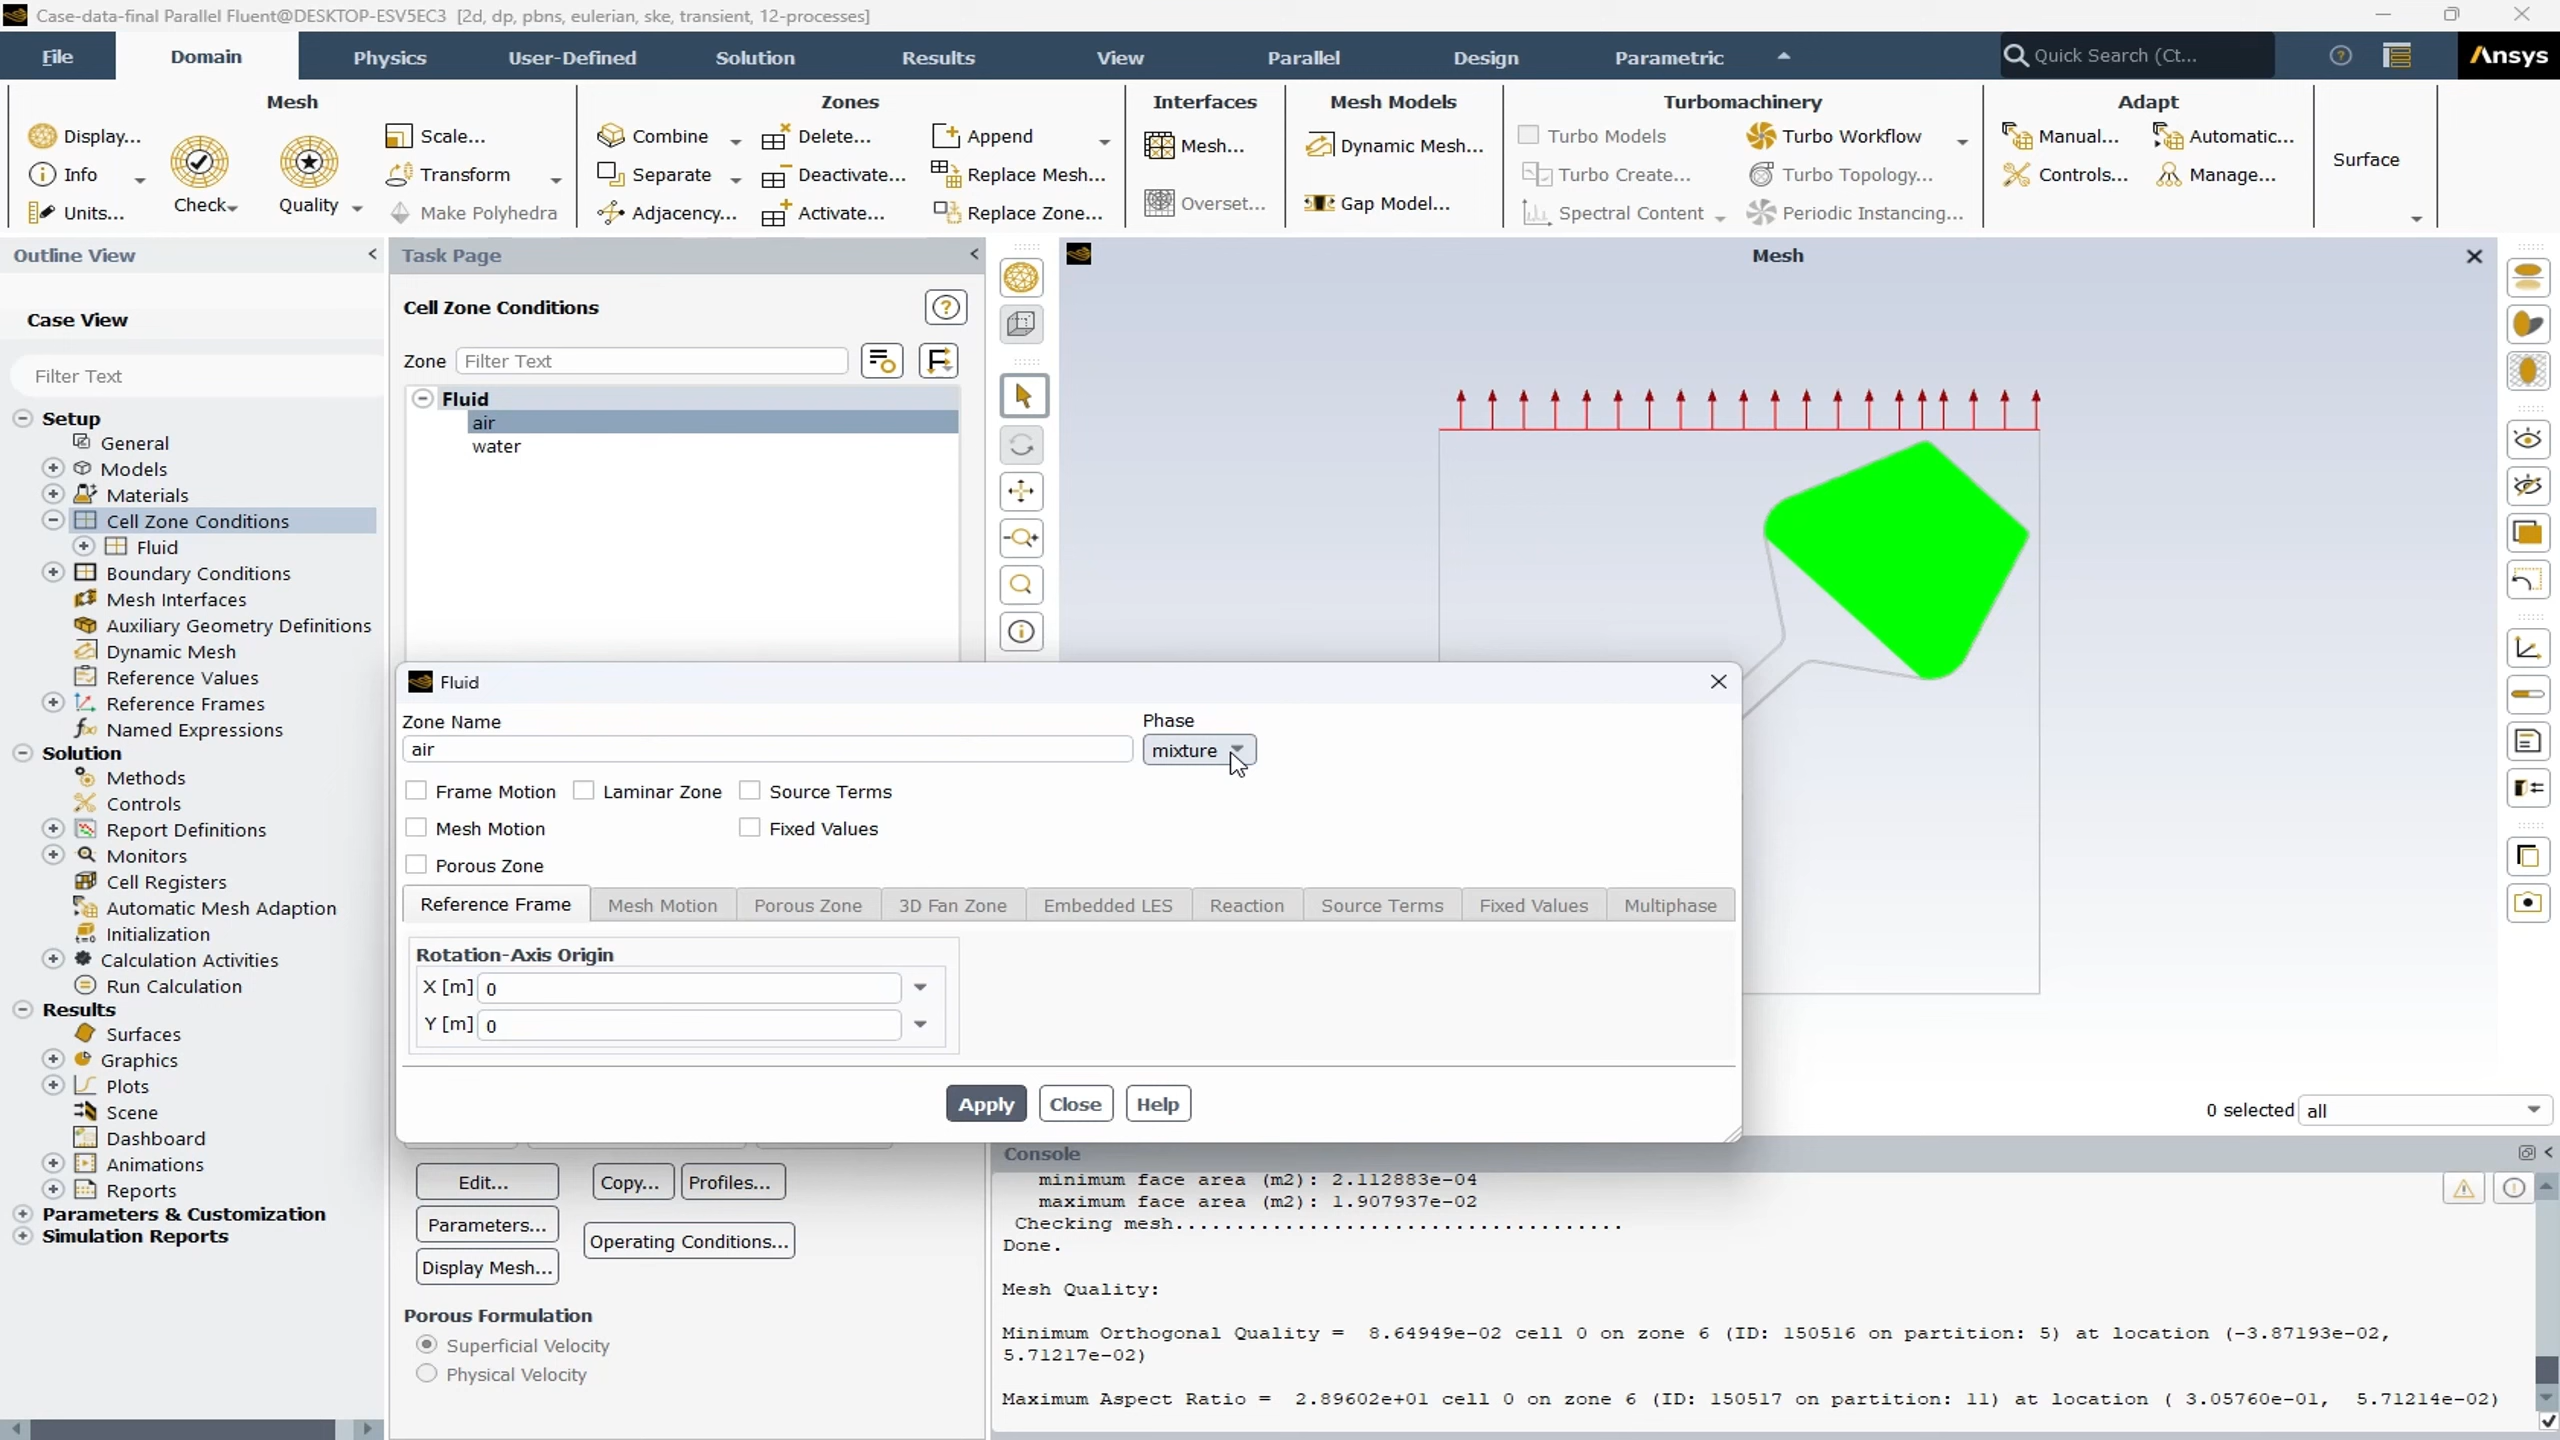 Case-data-final Parallel Fluent@DESKTOP-ESV5EC3 [2d, dp, pbns, eulerian, ske, transient, 12-processes]
File Domain Physics User-Defined Solution Results View Parallel Design Parametric Quick Search (Ct... Ansys
Mesh Zones Interfaces Mesh Models Turbomachinery Adapt
Display... Scale... Combine Delete... Append Mesh... Dynamic Mesh... Turbo Models Turbo Workflow Manual... Automatic...
Info Check Quality Transform Separate Deactivate... Replace Mesh... Turbo Create... Turbo Topology... Controls... Manage... Surface
Units... Make Polyhedra Adjacency... Activate... Replace Zone... Overset... Gap Model... Spectral Content Periodic Instancing...
Outline View
Case View
Filter Text
Setup
General
Models
Materials
Cell Zone Conditions
Fluid
Boundary Conditions
Mesh Interfaces
Auxiliary Geometry Definitions
Dynamic Mesh
Reference Values
Reference Frames
Named Expressions
Solution
Methods
Controls
Report Definitions
Monitors
Cell Registers
Automatic Mesh Adaption
Initialization
Calculation Activities
Run Calculation
Results
Surfaces
Graphics
Plots
Scene
Dashboard
Animations
Reports
Parameters & Customization
Simulation Reports
Task Page
Cell Zone Conditions
Zone Filter Text
Fluid
air
water
Mesh
Fluid
Zone Name Phase
air mixture
Frame Motion Laminar Zone Source Terms
Mesh Motion Fixed Values
Porous Zone
Reference Frame Mesh Motion Porous Zone 3D Fan Zone Embedded LES Reaction Source Terms Fixed Values Multiphase
Rotation-Axis Origin
X [m] 0
Y [m] 0
Apply Close Help
Edit... Copy... Profiles...
Parameters... Operating Conditions...
Display Mesh...
Porous Formulation
Superficial Velocity
Physical Velocity
0 selected all
Console
minimum face area (m2): 2.112883e-04
maximum face area (m2): 1.907937e-02
Checking mesh.....................................
Done.
Mesh Quality:
Minimum Orthogonal Quality = 8.64949e-02 cell 0 on zone 6 (ID: 150516 on partition: 5) at location (-3.87193e-02,
5.71217e-02)
Maximum Aspect Ratio = 2.89602e+01 cell 0 on zone 6 (ID: 150517 on partition: 11) at location ( 3.05760e-01, 5.71214e-02)